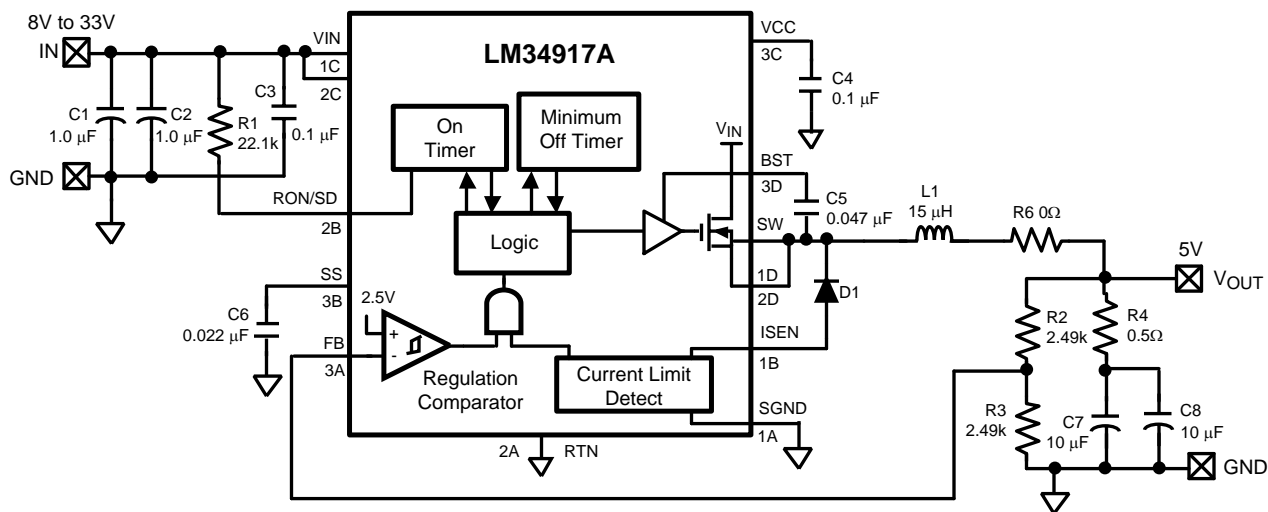 8V to 33V
IN
GND
C1
1.0 µF
C2
1.0 µF
R1
22.1k
C3
0.1 µF
VIN
1C
2C
RON/SD
2B
SS
3B
C6
0.022 µF
FB
3A
LM34917A
On
Timer
Minimum
Off Timer
Logic
2.5V
+
-
Regulation
Comparator
Current Limit
Detect
VIN
2A
RTN
VCC
3C
C4
0.1 µF
BST
3D
C5
0.047 µF
SW
1D
2D
D1
ISEN
1B
SGND
1A
L1
15 µH
R6 0Ω
5V
VOUT
R2
2.49k
R4
0.5Ω
R3
2.49k
C7
10 µF
C8
10 µF
GND